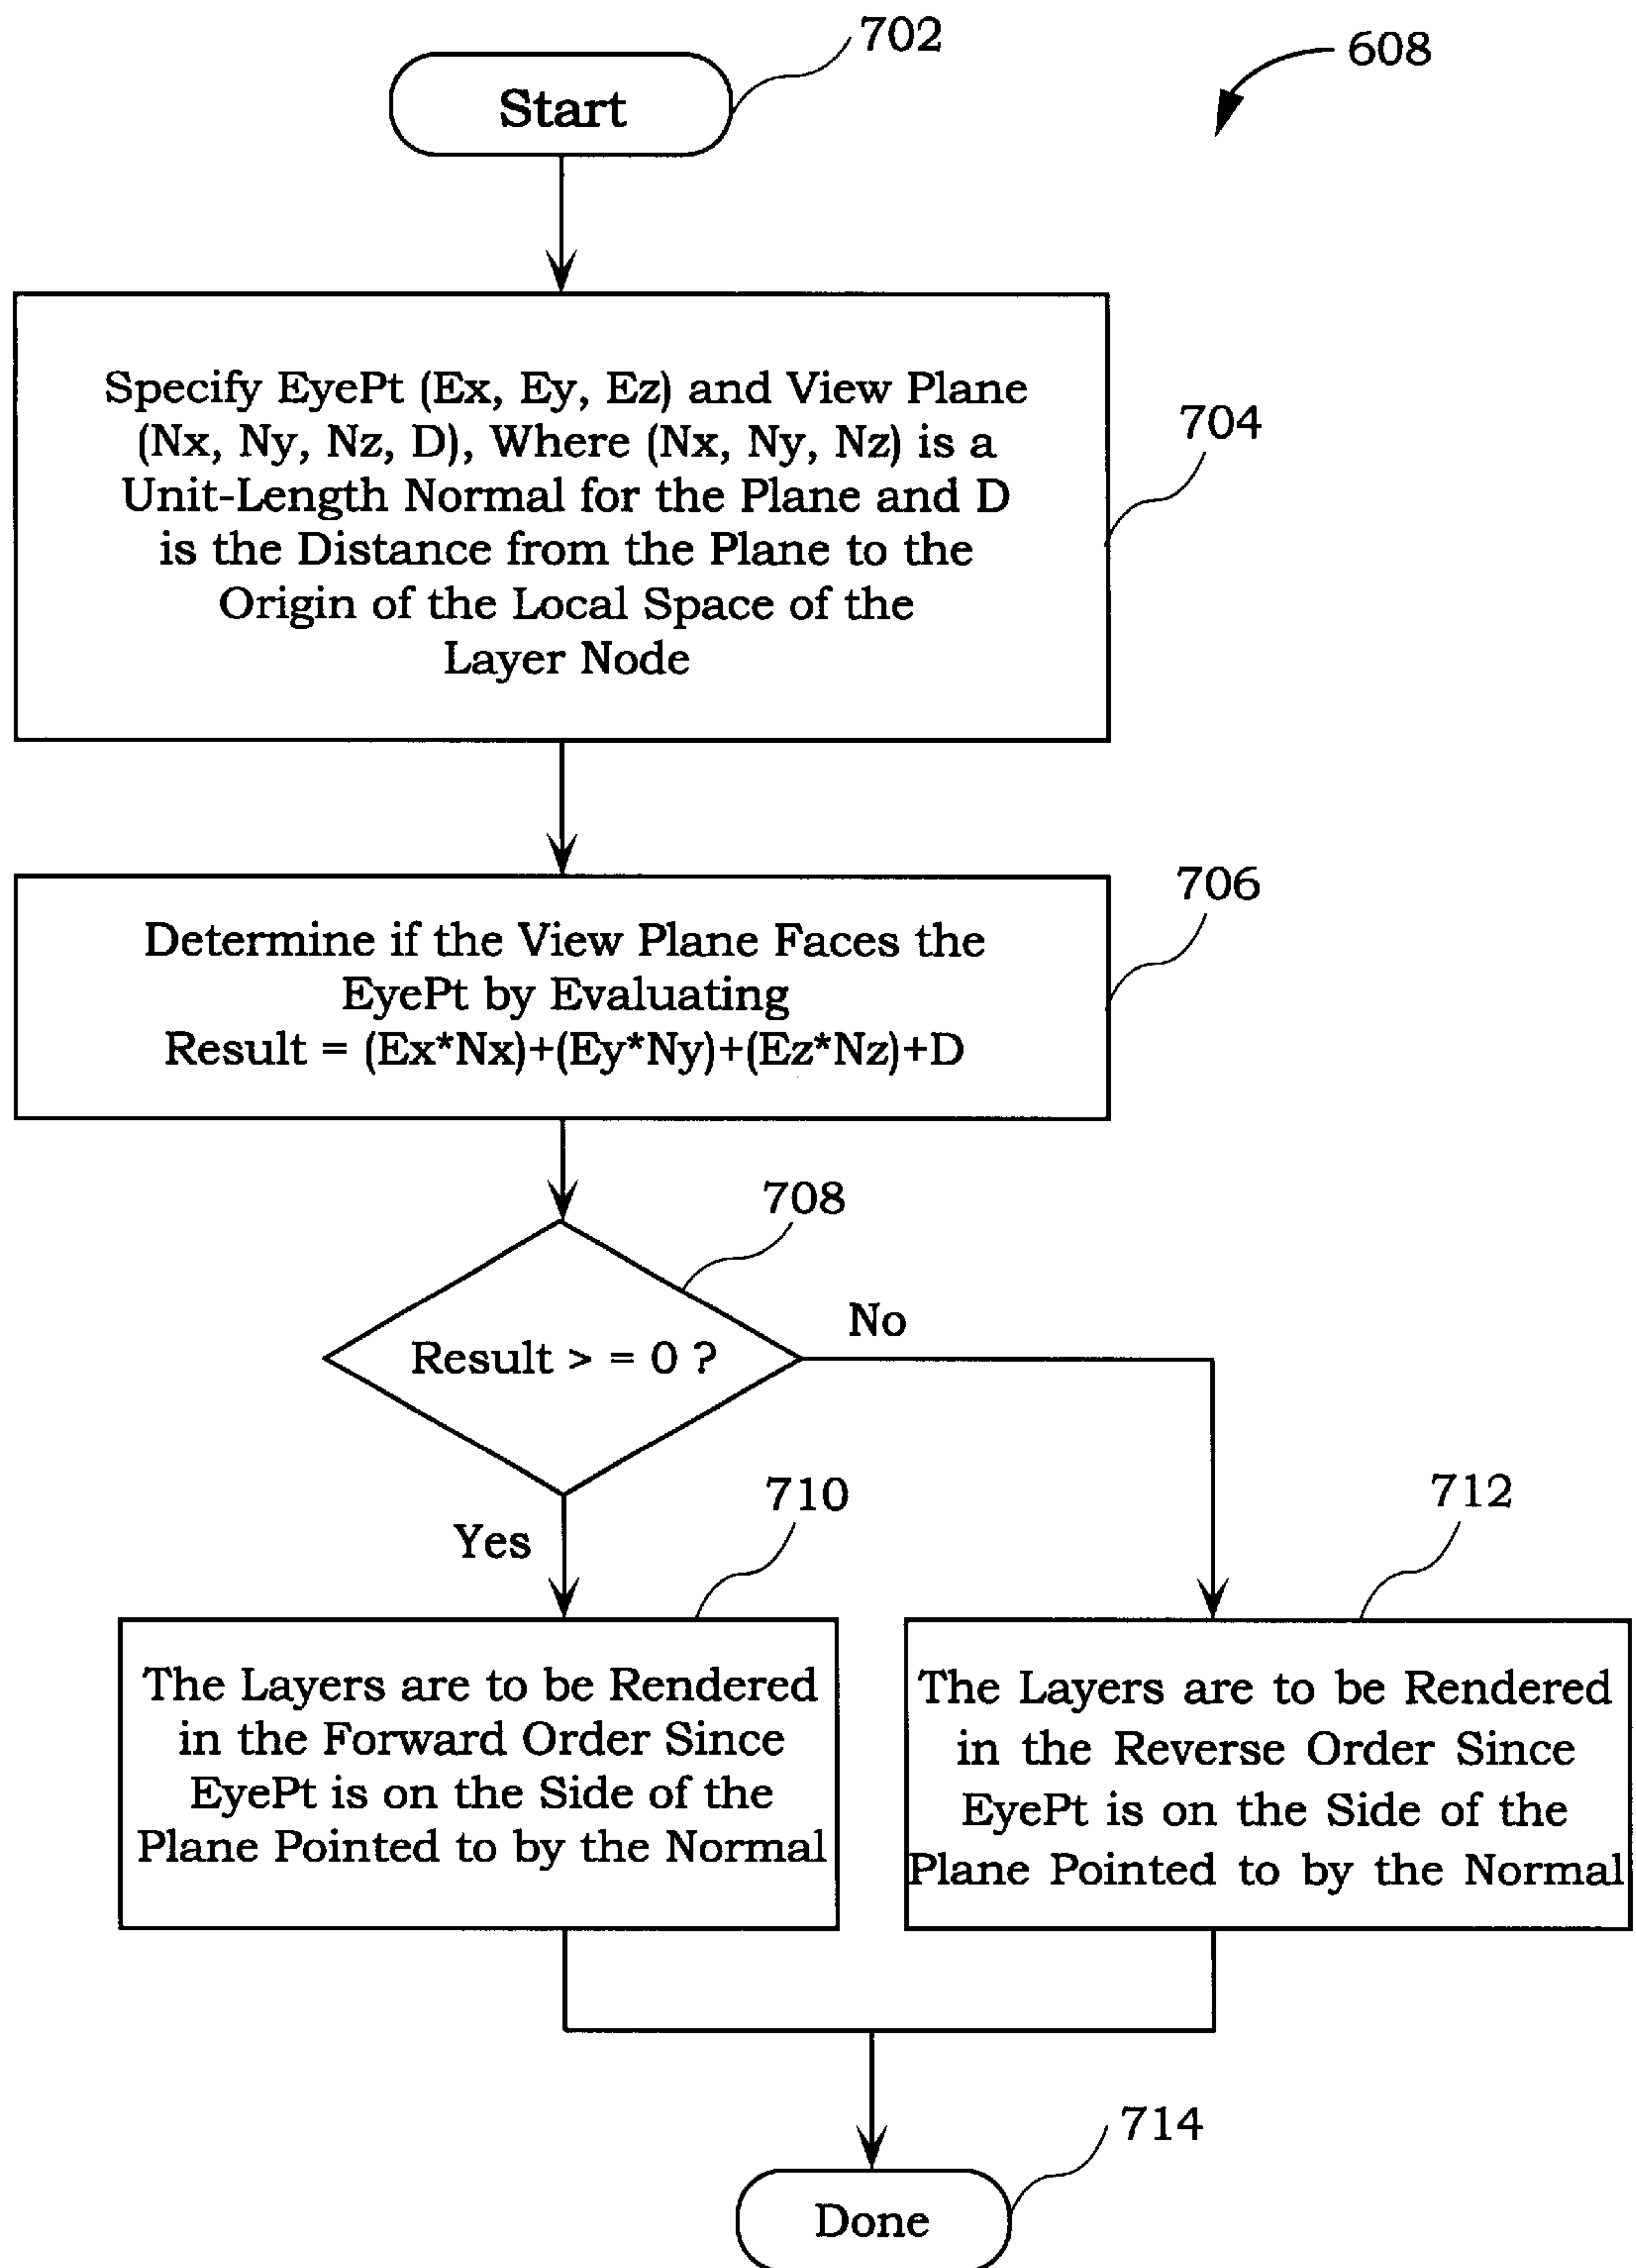 702
608
Start
Specify EyePt (Ex, Ey, Ez) and View Plane
(Nx, Ny, Nz, D), Where (Nx, Ny, Nz) is a
Unit-Length Normal for the Plane and D
is the Distance from the Plane to the
Origin of the Local Space of the
Layer Node
704
706
Determine if the View Plane Faces the
EyePt by Evaluating
Result = (Ex*Nx)+(Ey*Ny)+(Ez*Nz)+D
708
No
Result > = 0 ?
Yes
710
712
The Layers are to be Rendered
in the Forward Order Since
EyePt is on the Side of the
Plane Pointed to by the Normal
The Layers are to be Rendered
in the Reverse Order Since
EyePt is on the Side of the
Plane Pointed to by the Normal
714
Done